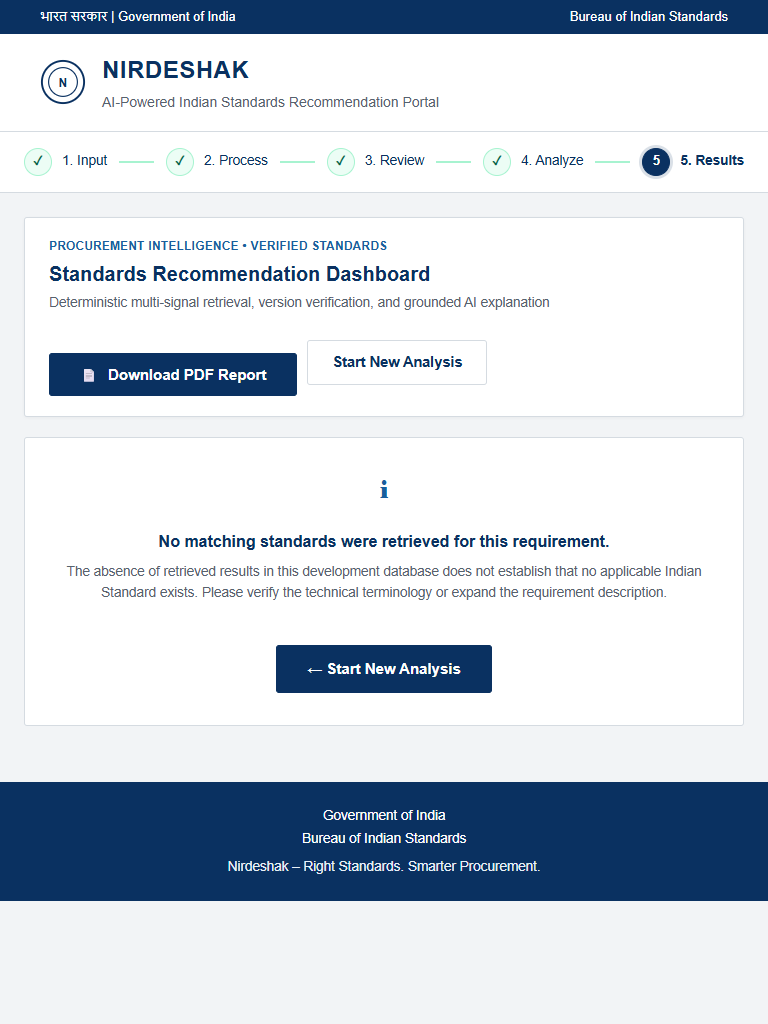 भारत सरकार | Government of India
Bureau of Indian Standards
N
NIRDESHAK
AI-Powered Indian Standards Recommendation Portal
✓ 1. Input
✓ 2. Process
✓ 3. Review
✓ 4. Analyze
5 5. Results
PROCUREMENT INTELLIGENCE • VERIFIED STANDARDS
Standards Recommendation Dashboard
Deterministic multi-signal retrieval, version verification, and grounded AI explanation
Download PDF Report
Start New Analysis
ℹ
No matching standards were retrieved for this requirement.
The absence of retrieved results in this development database does not establish that no applicable Indian
Standard exists. Please verify the technical terminology or expand the requirement description.
← Start New Analysis
Government of India
Bureau of Indian Standards
Nirdeshak – Right Standards. Smarter Procurement.